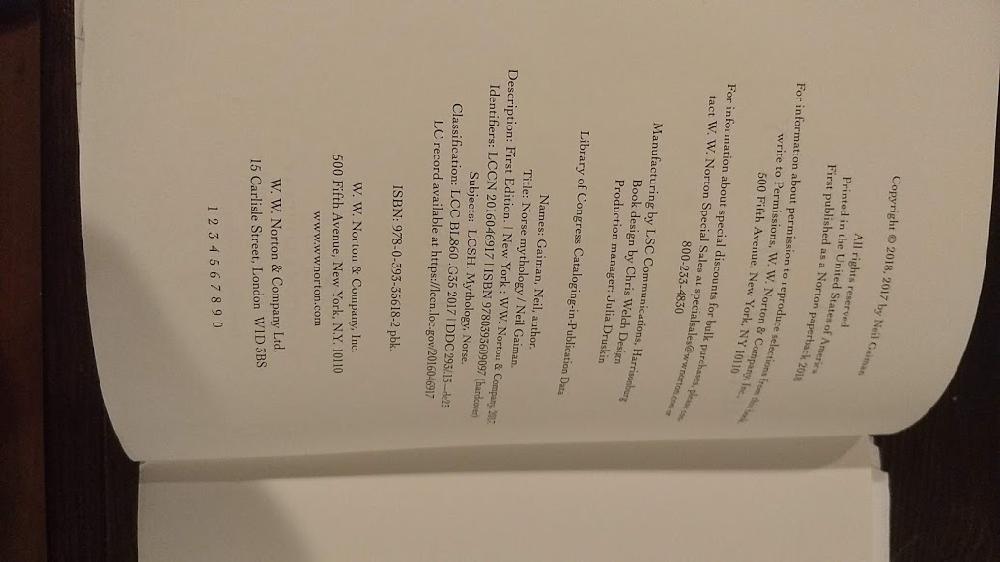 Copyright © 2018, 2017 by Neil Gaiman
All rights reserved
Printed in the United States of America
First published as a Norton paperback 2018
For information about permission to reproduce selections from this book,
write to Permissions, W. W. Norton & Company, Inc.,
500 Fifth Avenue, New York, NY 10110
For information about special discounts for bulk purchases, please con-
tact W. W. Norton Special Sales at specialsales@wwnorton.com or
800-233-4830
Manufacturing by LSC Communications, Harrisonburg
Book design by Chris Welch Design
Production manager: Julia Druskin
Library of Congress Cataloging-in-Publication Data
Names: Gaiman, Neil, author.
Title: Norse mythology / Neil Gaiman.
Description: First Edition. | New York : W.W. Norton & Company, 2017.
Identifiers: LCCN 2016046917 | ISBN 9780393609097 (hardcover)
Subjects: LCSH: Mythology, Norse.
Classification: LCC BL860 .G35 2017 | DDC 293/.13—dc23
LC record available at https://lccn.loc.gov/2016046917
ISBN: 978-0-393-35618-2 pbk.
W. W. Norton & Company, Inc.
500 Fifth Avenue, New York, N.Y. 10110
www.wwnorton.com
W. W. Norton & Company Ltd.
15 Carlisle Street, London W1D 3BS
1 2 3 4 5 6 7 8 9 0